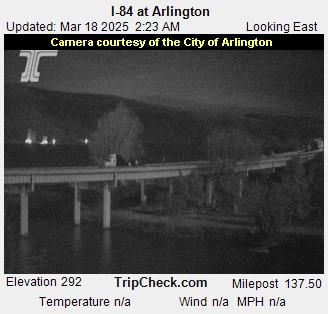 I-84 at Arlington
Updated: Mar 18 2025 2:23 AM Looking East
Camera courtesy of the City of Arlington
Elevation 292 TripCheck.com Milepost 137.50
Temperature n/a Wind n/a MPH n/a